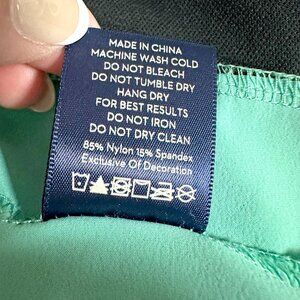 MADE IN CHINA
MACHINE WASH COLD
DO NOT BLEACH
DO NOT TUMBLE DRY
HANG DRY
FOR BEST RESULTS
DO NOT IRON
DO NOT DRY CLEAN
85% Nylon 15% Spandex
Exclusive Of Decoration